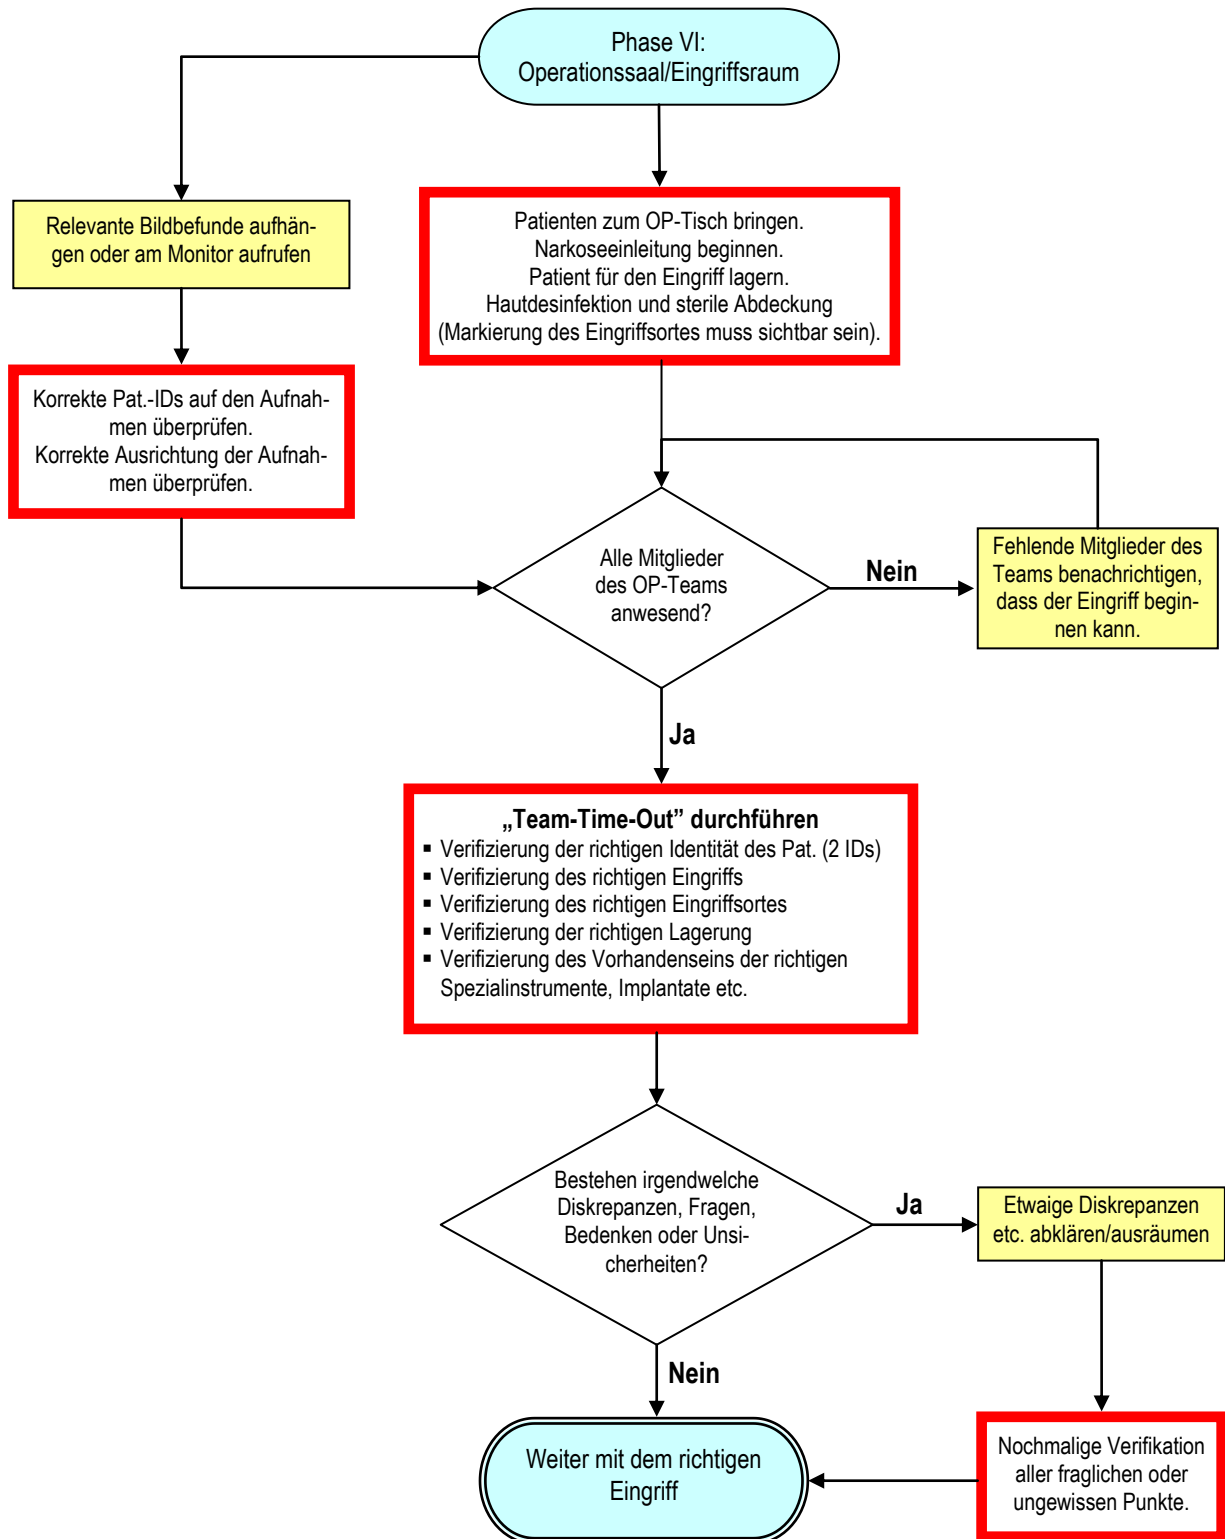 Phase VI:
Operationssaal/Eingriffsraum
Relevante Bildbefunde aufhän-
gen oder am Monitor aufrufen
Patienten zum OP-Tisch bringen.
Narkoseeinleitung beginnen.
Patient für den Eingriff lagern.
Hautdesinfektion und sterile Abdeckung
(Markierung des Eingriffsortes muss sichtbar sein).
Korrekte Pat.-IDs auf den Aufnah-
men überprüfen.
Korrekte Ausrichtung der Aufnah-
men überprüfen.
Alle Mitglieder
des OP-Teams
anwesend?
Nein
Fehlende Mitglieder des
Teams benachrichtigen,
dass der Eingriff begin-
nen kann.
Ja
„Team-Time-Out” durchführen
▪ Verifizierung der richtigen Identität des Pat. (2 IDs)
▪ Verifizierung des richtigen Eingriffs
▪ Verifizierung des richtigen Eingriffsortes
▪ Verifizierung der richtigen Lagerung
▪ Verifizierung des Vorhandenseins der richtigen
Spezialinstrumente, Implantate etc.
Bestehen irgendwelche
Diskrepanzen, Fragen,
Bedenken oder Unsi-
cherheiten?
Ja
Etwaige Diskrepanzen
etc. abklären/ausräumen
Nein
Weiter mit dem richtigen
Eingriff
Nochmalige Verifikation
aller fraglichen oder
ungewissen Punkte.